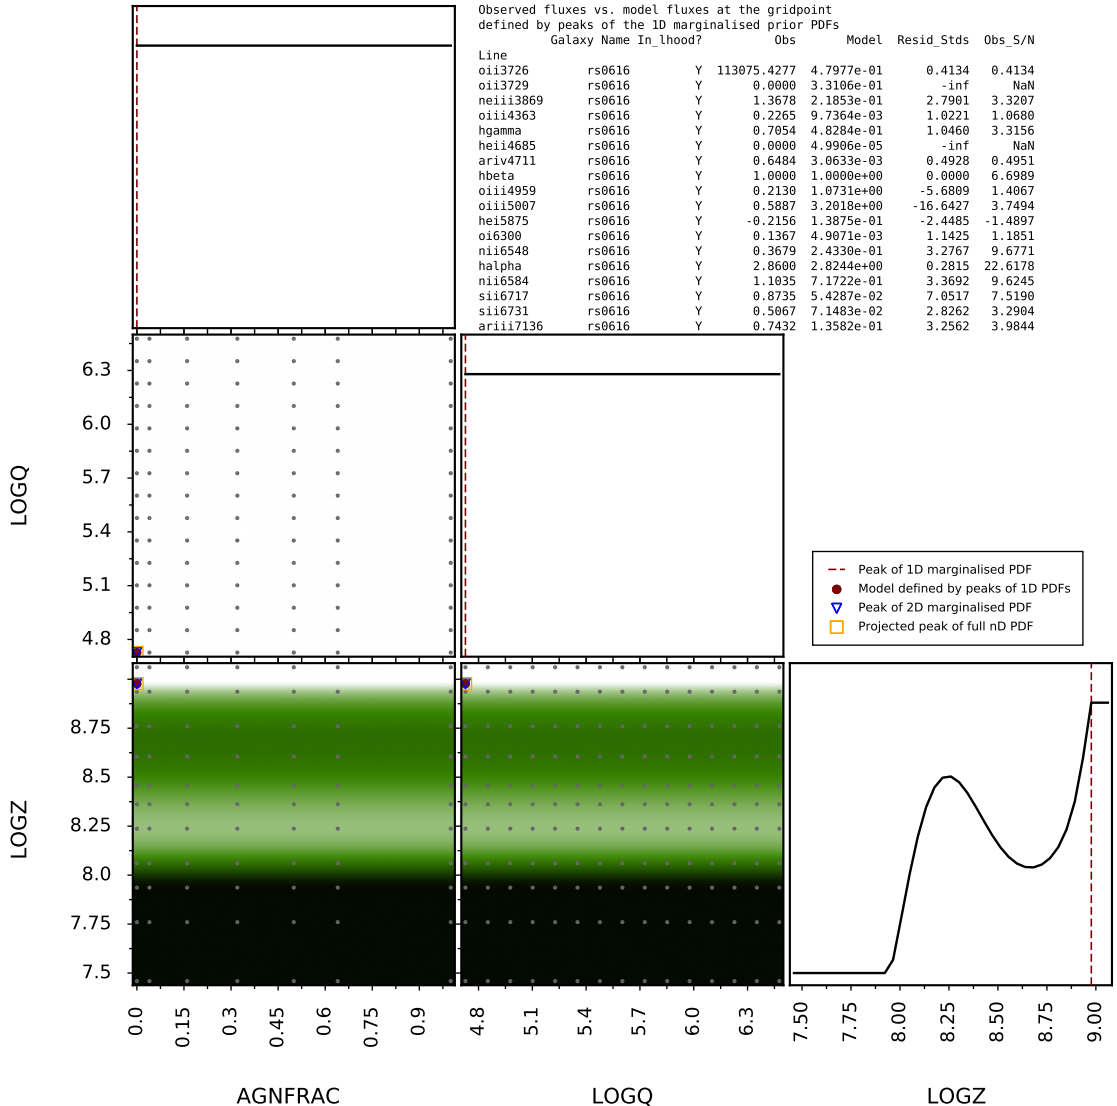 Observed fluxes vs. model fluxes at the gridpoint
defined by peaks of the 1D marginalised prior PDFs
Galaxy Name In_lhood? Obs Model Resid_Stds Obs_S/N
Line
oii3726 rs0616 Y 113075.4277 4.7977e-01 0.4134 0.4134
oii3729 rs0616 Y 0.0000 3.3106e-01 -inf NaN
neiii3869 rs0616 Y 1.3678 2.1853e-01 2.7901 3.3207
oiii4363 rs0616 Y 0.2265 9.7364e-03 1.0221 1.0680
hgamma rs0616 Y 0.7054 4.8284e-01 1.0460 3.3156
heii4685 rs0616 Y 0.0000 4.9906e-05 -inf NaN
ariv4711 rs0616 Y 0.6484 3.0633e-03 0.4928 0.4951
hbeta rs0616 Y 1.0000 1.0000e+00 0.0000 6.6989
oiii4959 rs0616 Y 0.2130 1.0731e+00 -5.6809 1.4067
oiii5007 rs0616 Y 0.5887 3.2018e+00 -16.6427 3.7494
hei5875 rs0616 Y -0.2156 1.3875e-01 -2.4485 -1.4897
oi6300 rs0616 Y 0.1367 4.9071e-03 1.1425 1.1851
nii6548 rs0616 Y 0.3679 2.4330e-01 3.2767 9.6771
halpha rs0616 Y 2.8600 2.8244e+00 0.2815 22.6178
nii6584 rs0616 Y 1.1035 7.1722e-01 3.3692 9.6245
sii6717 rs0616 Y 0.8735 5.4287e-02 7.0517 7.5190
sii6731 rs0616 Y 0.5067 7.1483e-02 2.8262 3.2904
ariii7136 rs0616 Y 0.7432 1.3582e-01 3.2562 3.9844
6.3
6.0
5.7
5.4
5.1
4.8
LOGQ
Peak of 1D marginalised PDF
Model defined by peaks of 1D PDFs
Peak of 2D marginalised PDF
Projected peak of full nD PDF
8.75
8.5
8.25
8.0
7.75
7.5
LOGZ
0.0 0.15 0.3 0.45 0.6 0.75 0.9
4.8 5.1 5.4 5.7 6.0 6.3
7.50 7.75 8.00 8.25 8.50 8.75 9.00
AGNFRAC LOGQ LOGZ